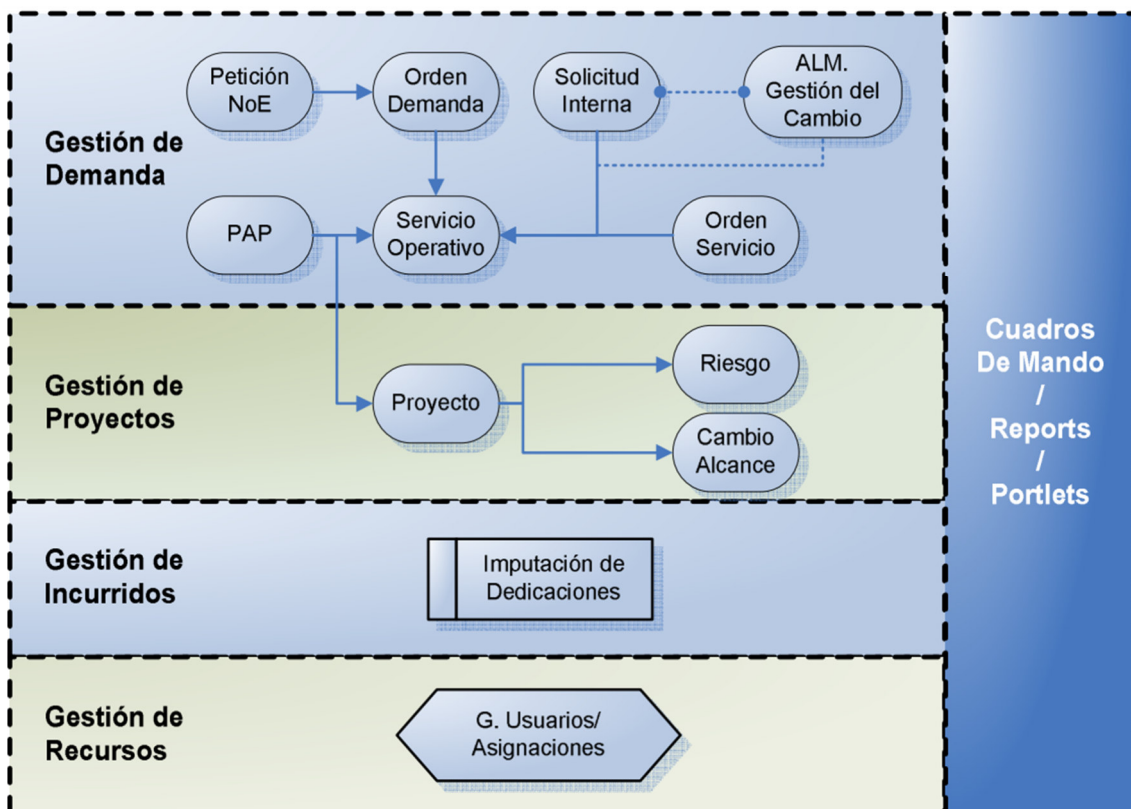 Gestión de
Demanda
Petición
NoE
Orden
Demanda
Solicitud
Interna
ALM.
Gestión del
Cambio
PAP
Servicio
Operativo
Orden
Servicio
Gestión de
Proyectos
Proyecto
Riesgo
Cambio
Alcance
Gestión de
Incurridos
Imputación de
Dedicaciones
Gestión de
Recursos
G. Usuarios/
Asignaciones
Cuadros
De Mando
/
Reports
/
Portlets